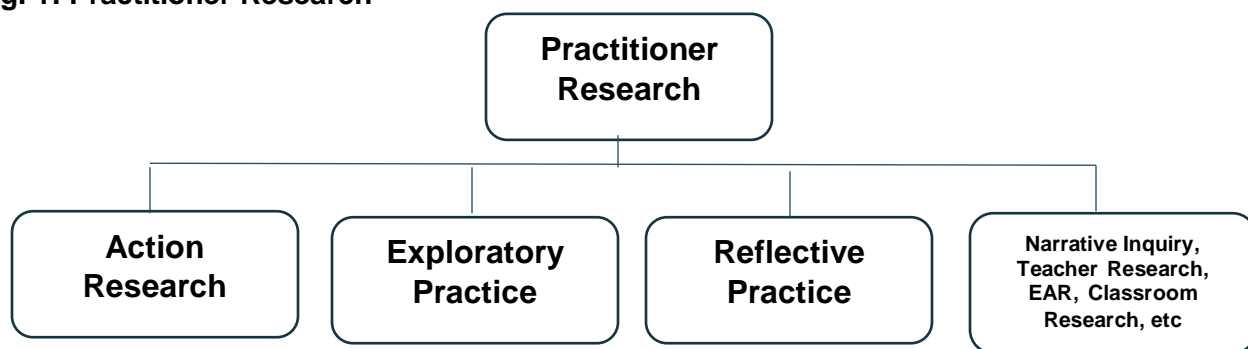 g. 1. Practitioner Research
Practitioner
Research
Action
Research
Exploratory
Practice
Reflective
Practice
Narrative Inquiry,
Teacher Research,
EAR, Classroom
Research, etc